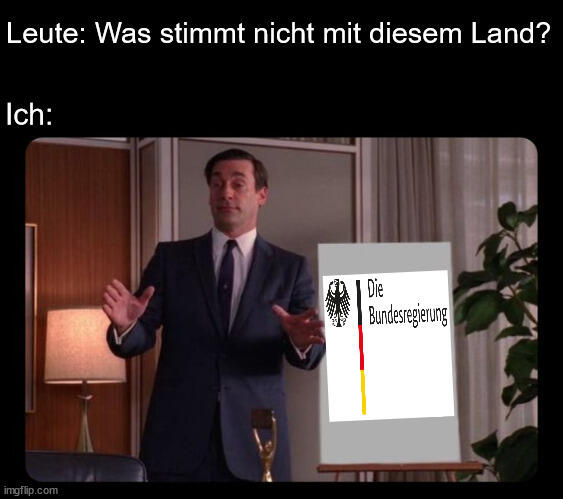 Leute: Was stimmt nicht mit diesem Land?
Ich:
Die
Bundesregierung
imgflip.com